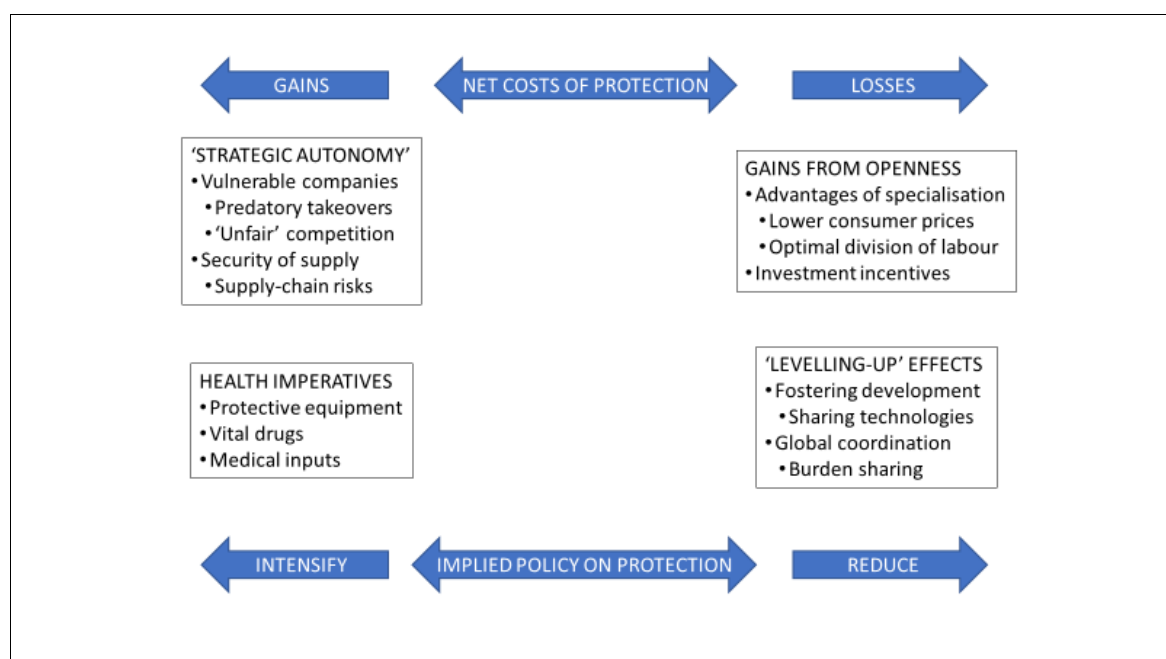 GAINS
NET COSTS OF PROTECTION
LOSSES
‘STRATEGIC AUTONOMY’
•Vulnerable companies
•Predatory takeovers
•‘Unfair’ competition
•Security of supply
•Supply-chain risks
GAINS FROM OPENNESS
•Advantages of specialisation
•Lower consumer prices
•Optimal division of labour
•Investment incentives
HEALTH IMPERATIVES
•Protective equipment
•Vital drugs
•Medical inputs
‘LEVELLING-UP’ EFFECTS
•Fostering development
•Sharing technologies
•Global coordination
•Burden sharing
INTENSIFY
IMPLIED POLICY ON PROTECTION
REDUCE